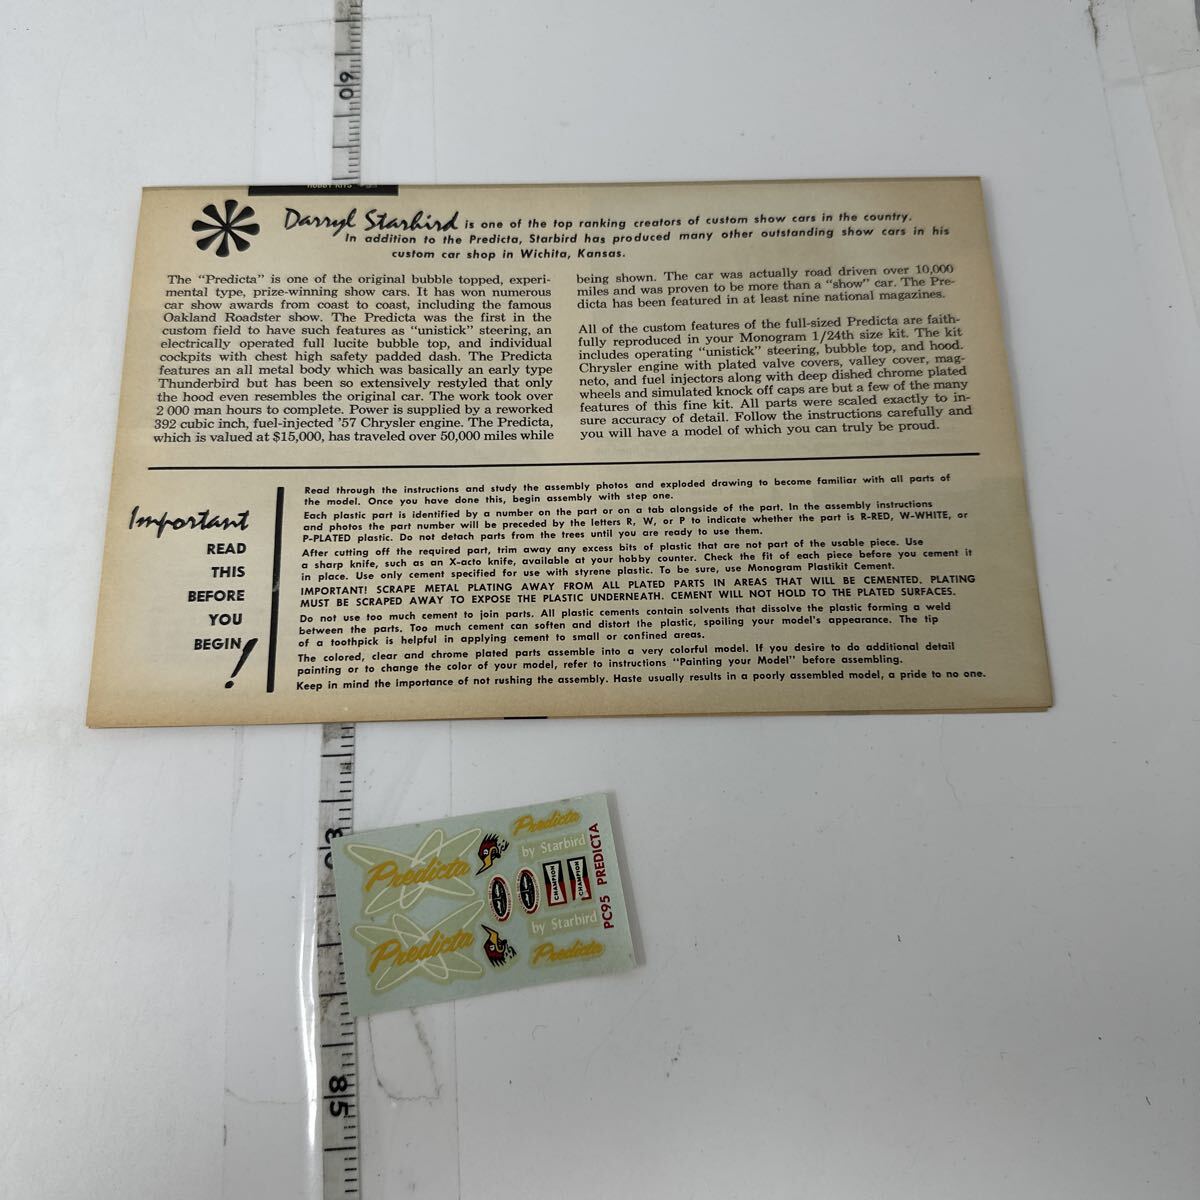 HOBBY KITS
Darryl Starbird is one of the top ranking creators of custom show cars in the country.
In addition to the Predicta, Starbird has produced many other outstanding show cars in his
custom car shop in Wichita, Kansas.
The "Predicta" is one of the original bubble topped, experi-
mental type, prize-winning show cars. It has won numerous
car show awards from coast to coast, including the famous
Oakland Roadster show. The Predicta was the first in the
custom field to have such features as "unistick" steering, an
electrically operated full lucite bubble top, and individual
cockpits with chest high safety padded dash. The Predicta
features an all metal body which was basically an early type
Thunderbird but has been so extensively restyled that only
the hood even resembles the original car. The work took over
2 000 man hours to complete. Power is supplied by a reworked
392 cubic inch, fuel-injected '57 Chrysler engine. The Predicta,
which is valued at $15,000, has traveled over 50,000 miles while
being shown. The car was actually road driven over 10,000
miles and was proven to be more than a "show" car. The Pre-
dicta has been featured in at least nine national magazines.
All of the custom features of the full-sized Predicta are faith-
fully reproduced in your Monogram 1/24th size kit. The kit
includes operating "unistick" steering, bubble top, and hood.
Chrysler engine with plated valve covers, valley cover, mag-
neto, and fuel injectors along with deep dished chrome plated
wheels and simulated knock off caps are but a few of the many
features of this fine kit. All parts were scaled exactly to in-
sure accuracy of detail. Follow the instructions carefully and
you will have a model of which you can truly be proud.
Important
READ
THIS
BEFORE
YOU
BEGIN!
Read through the instructions and study the assembly photos and exploded drawing to become familiar with all parts of
the model. Once you have done this, begin assembly with step one.
Each plastic part is identified by a number on the part or on a tab alongside of the part. In the assembly instructions
and photos the part number will be preceded by the letters R, W, or P to indicate whether the part is R-RED, W-WHITE, or
P-PLATED plastic. Do not detach parts from the trees until you are ready to use them.
After cutting off the required part, trim away any excess bits of plastic that are not part of the usable piece. Use
a sharp knife, such as an X-acto knife, available at your hobby counter. Check the fit of each piece before you cement it
in place. Use only cement specified for use with styrene plastic. To be sure, use Monogram Plastikit Cement.
IMPORTANT! SCRAPE METAL PLATING AWAY FROM ALL PLATED PARTS IN AREAS THAT WILL BE CEMENTED. PLATING
MUST BE SCRAPED AWAY TO EXPOSE THE PLASTIC UNDERNEATH. CEMENT WILL NOT HOLD TO THE PLATED SURFACES.
Do not use too much cement to join parts. All plastic cements contain solvents that dissolve the plastic forming a weld
between the parts. Too much cement can soften and distort the plastic, spoiling your model's appearance. The tip
of a toothpick is helpful in applying cement to small or confined areas.
The colored, clear and chrome plated parts assemble into a very colorful model. If you desire to do additional detail
painting or to change the color of your model, refer to instructions "Painting your Model" before assembling.
Keep in mind the importance of not rushing the assembly. Haste usually results in a poorly assembled model, a pride to no one.
Predicta
Predicta
Predicta
by Starbird
CHAMPION
CHAMPION
by Starbird
Predicta
PC95 PREDICTA
60
85